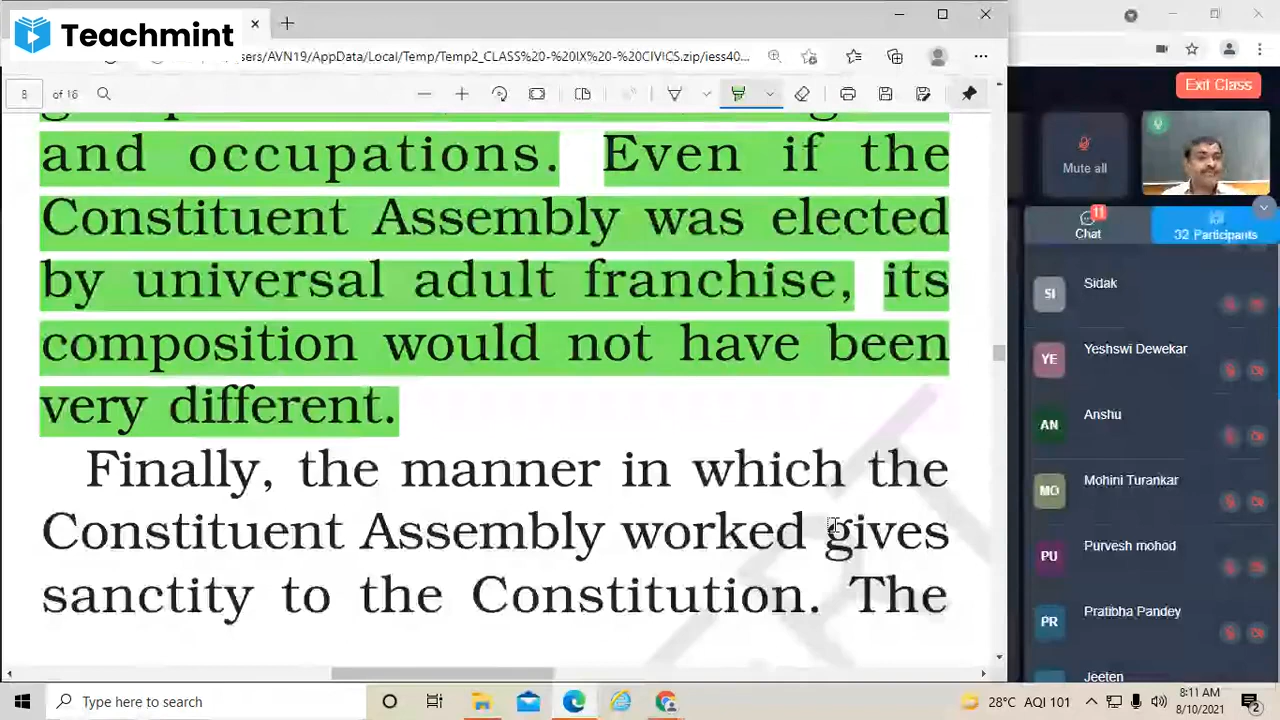 Teachmint
sers/AVN19/AppData/Local/Temp/Temp2_CLASS%20-%20IX%20-%20CIVICS.zip/iess40...
8 of 16
Exit Class
Mute all
Chat 11
32 Participants
and occupations. Even if the
Constituent Assembly was elected
by universal adult franchise, its
composition would not have been
very different.
Finally, the manner in which the
Constituent Assembly worked gives
sanctity to the Constitution. The
NCERT
SI Sidak
YE Yeshwi Dewekar
AN Anshu
MO Mohini Turankar
PU Purvesh mohod
PR Pratibha Pandey
Jeeten
Type here to search
28°C AQI 101
8:11 AM
8/10/2021
2